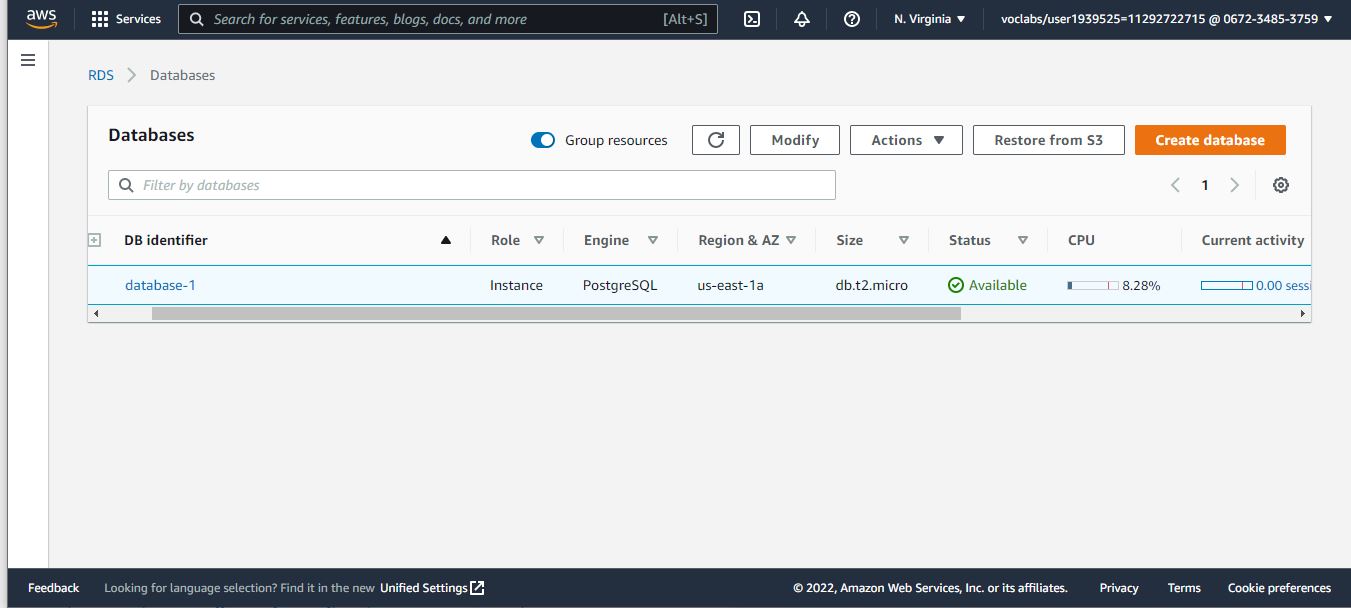 aws Services Search for services, features, blogs, docs, and more [Alt+S] N. Virginia voclabs/user1939525=11292722715 @ 0672-3485-3759
RDS Databases
Databases Group resources Modify Actions Restore from S3 Create database
Filter by databases 1
DB identifier Role Engine Region & AZ Size Status CPU Current activity
database-1 Instance PostgreSQL us-east-1a db.t2.micro Available 8.28% 0.00 sessi
Feedback Looking for language selection? Find it in the new Unified Settings © 2022, Amazon Web Services, Inc. or its affiliates. Privacy Terms Cookie preferences